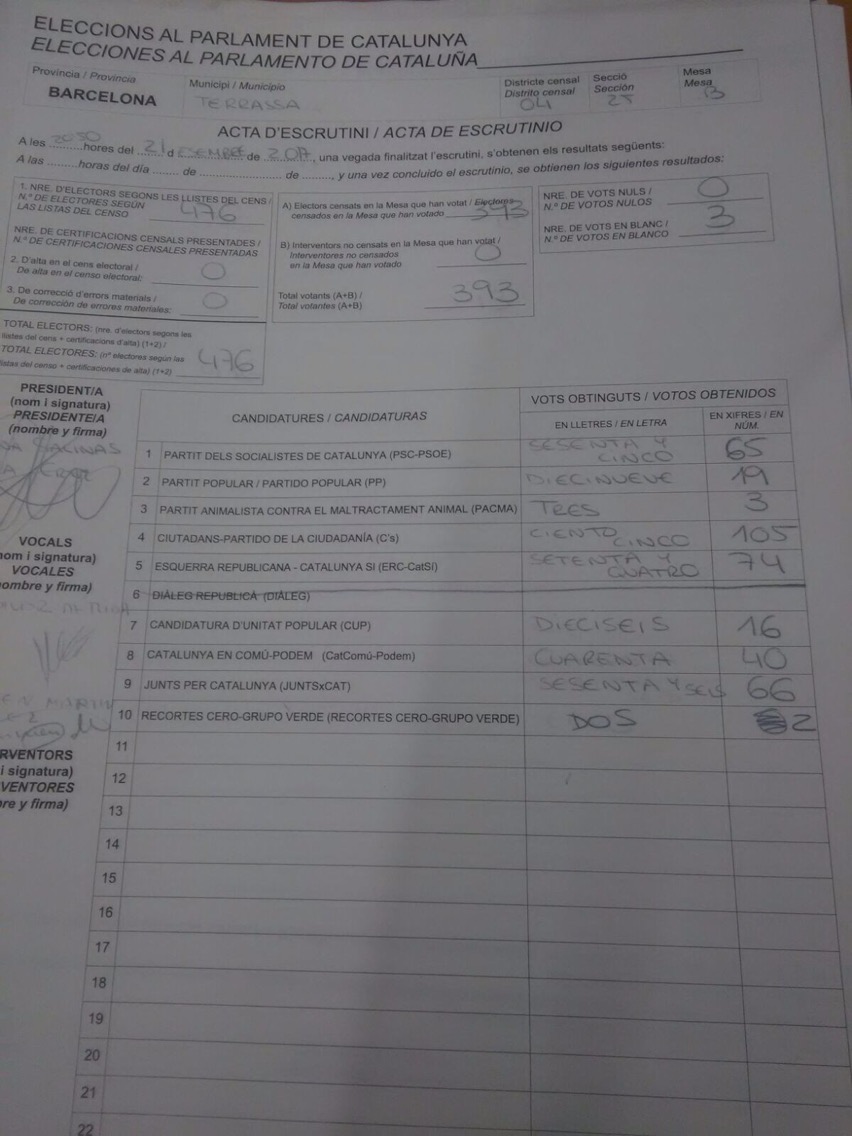 ELECCIONS AL PARLAMENT DE CATALUNYA
ELECCIONES AL PARLAMENTO DE CATALUÑA
Provincia / Provincia
BARCELONA
Municipi / Municipio
TERRASSA
Districte censal
Distrito censal
04
Secció
Sección
25
Mesa
Mesa
B
ACTA D'ESCRUTINI / ACTA DE ESCRUTINIO
A les 2030 hores del 21 d ESEMBRE de 2017, una vegada finalitzat l'escrutini, s'obtenen els resultats següents:
A las .........horas del día ........ de ......................... de ........, y una vez concluido el escrutinio, se obtienen los siguientes resultados:
1. NRE. D'ELECTORS SEGONS LES LLISTES DEL CENS /
N.º DE ELECTORES SEGÚN
LAS LISTAS DEL CENSO 476
NRE. DE CERTIFICACIONS CENSALS PRESENTADES /
N.º DE CERTIFICACIONES CENSALES PRESENTADAS
2. D'alta en el cens electoral /
De alta en el censo electoral: 0
3. De correcció d'errors materials /
De corrección de errores materiales: 0
TOTAL ELECTORS: (nre. d'electors segons les
llistes del cens + certificacions d'alta) (1+2) /
TOTAL ELECTORES: (nº electores según las
listas del censo + certificaciones de alta) (1+2) 476
A) Electors censats en la Mesa que han votat / Electores
censados en la Mesa que han votado 393
B) Interventors no censats en la Mesa que han votat /
Interventores no censados
en la Mesa que han votado 0
Total votants (A+B) /
Total votantes (A+B) 393
NRE. DE VOTS NULS /
N.º DE VOTOS NULOS 0
NRE. DE VOTS EN BLANC /
N.º DE VOTOS EN BLANCO 3
PRESIDENT/A
(nom i signatura)
PRESIDENTE/A
(nombre y firma)
VOCALS
nom i signatura)
VOCALES
ombre y firma)
RVENTORS
i signatura)
VENTORES
re y firma)
CANDIDATURES / CANDIDATURAS
VOTS OBTINGUTS / VOTOS OBTENIDOS
EN LLETRES / EN LETRA
EN XIFRES / EN
NÚM.
1 PARTIT DELS SOCIALISTES DE CATALUNYA (PSC-PSOE) SESENTA Y CINCO 65
2 PARTIT POPULAR / PARTIDO POPULAR (PP) DIECINUEVE 19
3 PARTIT ANIMALISTA CONTRA EL MALTRACTAMENT ANIMAL (PACMA) TRES 3
4 CIUTADANS-PARTIDO DE LA CIUDADANÍA (C's) CIENTO CINCO 105
5 ESQUERRA REPUBLICANA - CATALUNYA SI (ERC-CatSí) SETENTA Y CUATRO 74
6 DIÀLEG REPUBLICÀ (DIÀLEG)
7 CANDIDATURA D'UNITAT POPULAR (CUP) DIECISEIS 16
8 CATALUNYA EN COMÚ-PODEM (CatComú-Podem) CUARENTA 40
9 JUNTS PER CATALUNYA (JUNTSxCAT) SESENTA Y SEIS 66
10 RECORTES CERO-GRUPO VERDE (RECORTES CERO-GRUPO VERDE) DOS 2
11
12
13
14
15
16
17
18
19
20
21
22